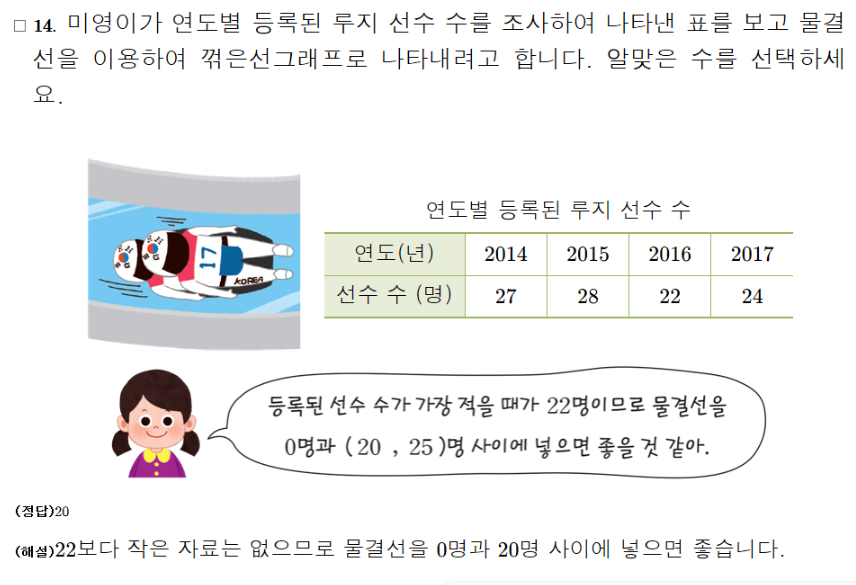 □ 14. 미영이가 연도별 등록된 루지 선수 수를 조사하여 나타낸 표를 보고 물결
선을 이용하여 꺾은선그래프로 나타내려고 합니다. 알맞은 수를 선택하세
요.
연도별 등록된 루지 선수 수
연도(년) 2014 2015 2016 2017
선수 수 (명) 27 28 22 24
17
KOREA
등록된 선수 수가 가장 적을 때가 22명이므로 물결선을
0명과 ( 20 , 25 )명 사이에 넣으면 좋을 것 같아.
(정답)20
(해설)22보다 작은 자료는 없으므로 물결선을 0명과 20명 사이에 넣으면 좋습니다.